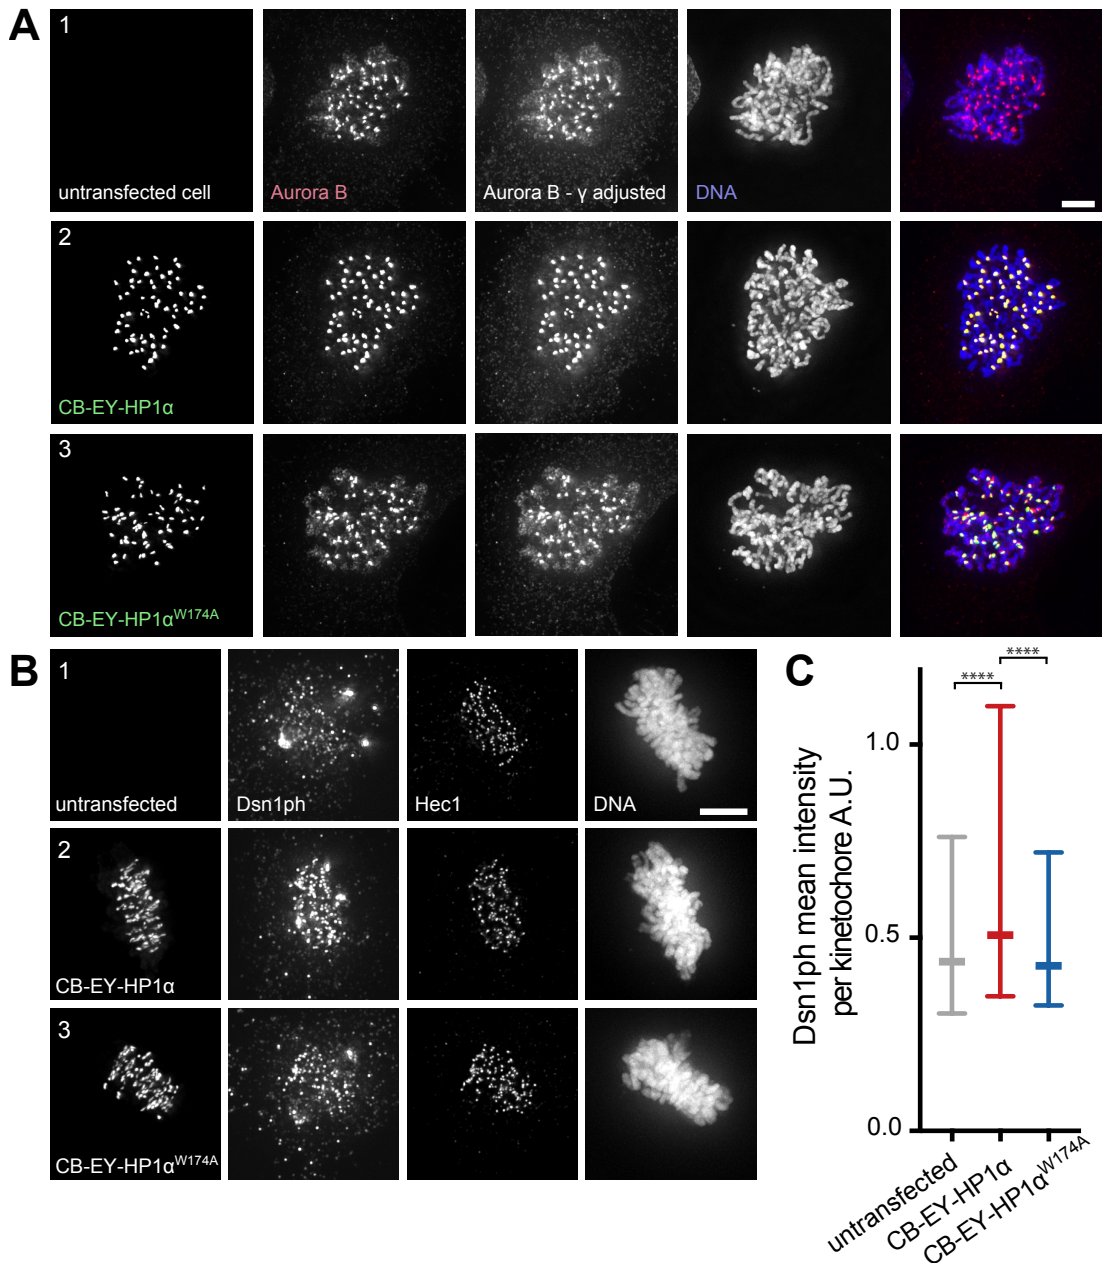 A
1
untransfected cell
Aurora B
Aurora B - γ adjusted
DNA
2
CB-EY-HP1α
3
CB-EY-HP1αW174A
B
1
untransfected
Dsn1ph
Hec1
DNA
2
CB-EY-HP1α
3
CB-EY-HP1αW174A
C
****
****
Dsn1ph mean intensity
per kinetochore A.U.
1.0
0.5
0.0
untransfected
CB-EY-HP1α
CB-EY-HP1αW174A